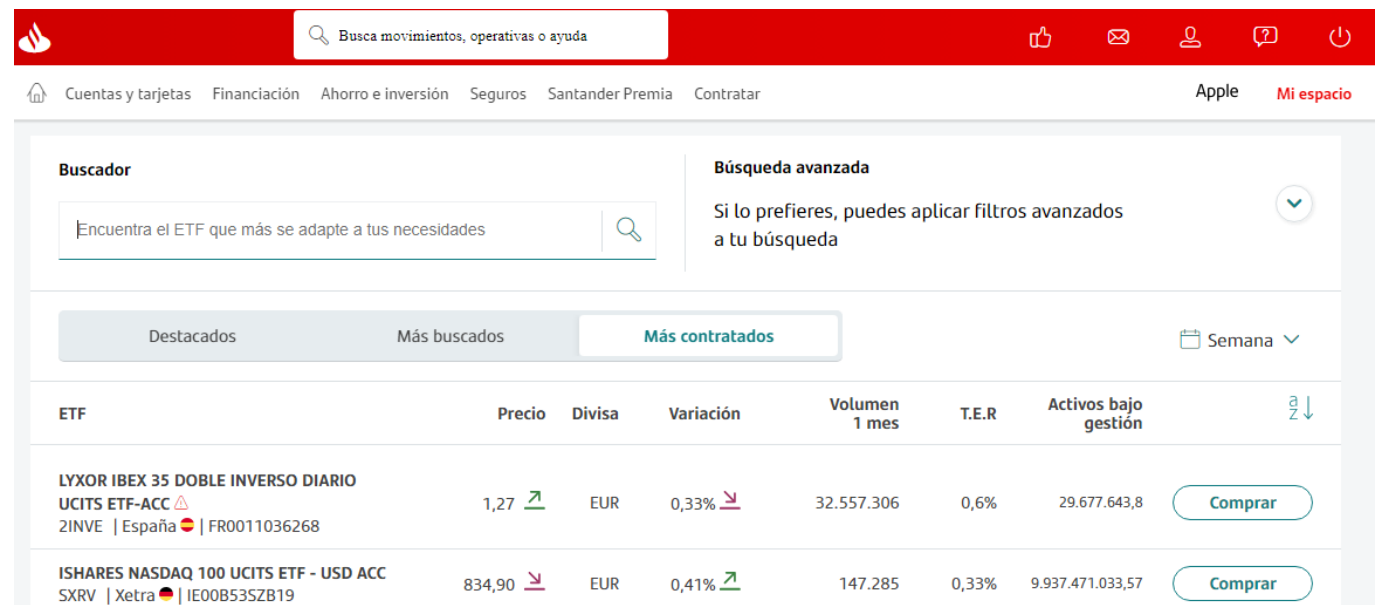 Busca movimientos, operativas o ayuda
Cuentas y tarjetas Financiación Ahorro e inversión Seguros Santander Premia Contratar Apple Mi espacio
Buscador
Encuentra el ETF que más se adapte a tus necesidades
Búsqueda avanzada
Si lo prefieres, puedes aplicar filtros avanzados
a tu búsqueda
Destacados Más buscados Más contratados Semana
ETF Precio Divisa Variación Volumen 1 mes T.E.R Activos bajo gestión a z
LYXOR IBEX 35 DOBLE INVERSO DIARIO
UCITS ETF-ACC
2INVE | España | FR0011036268
1,27 EUR 0,33% 32.557.306 0,6% 29.677.643,8 Comprar
ISHARES NASDAQ 100 UCITS ETF - USD ACC
SXRV | Xetra | IE00B53SZB19
834,90 EUR 0,41% 147.285 0,33% 9.937.471.033,57 Comprar